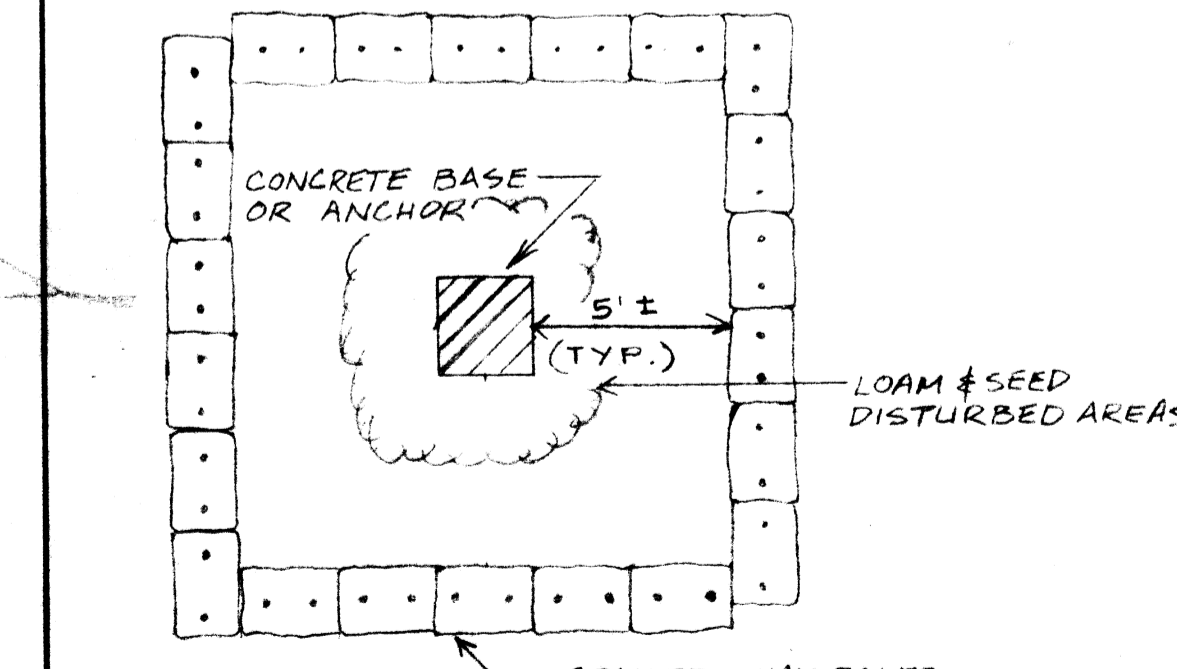 CONCRETE BASE
OR ANCHOR
5' ±
(TYP.)
LOAM & SEED
DISTURBED AREAS